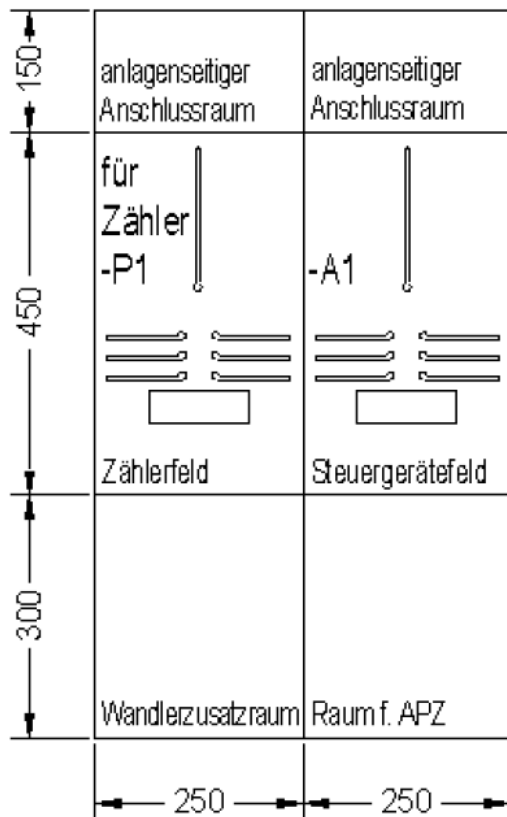 150
anlagenseitiger
Anschlussraum
anlagenseitiger
Anschlussraum
450
für
Zähler
-P1
-A1
Zählerfeld
Steuergerätefeld
300
Wandlerzusatzraum
Raum f. APZ
250
250